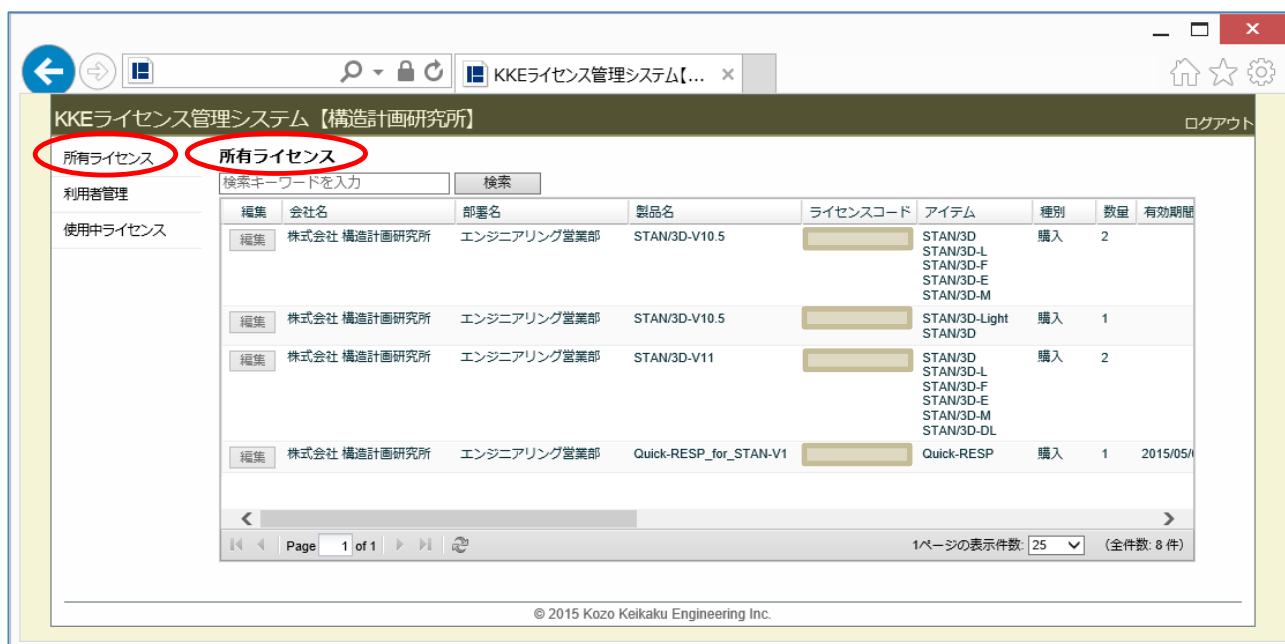 KKEライセンス管理システム【...
KKEライセンス管理システム【構造計画研究所】
ログアウト
所有ライセンス
利用者管理
使用中ライセンス
所有ライセンス
検索キーワードを入力 検索
編集 会社名 部署名 製品名 ライセンスコード アイテム 種別 数量 有効期間
編集 株式会社 構造計画研究所 エンジニアリング営業部 STAN/3D-V10.5 STAN/3D 購入 2
STAN/3D-L
STAN/3D-F
STAN/3D-E
STAN/3D-M
編集 株式会社 構造計画研究所 エンジニアリング営業部 STAN/3D-V10.5 STAN/3D-Light 購入 1
STAN/3D
編集 株式会社 構造計画研究所 エンジニアリング営業部 STAN/3D-V11 STAN/3D 購入 2
STAN/3D-L
STAN/3D-F
STAN/3D-E
STAN/3D-M
STAN/3D-DL
編集 株式会社 構造計画研究所 エンジニアリング営業部 Quick-RESP_for_STAN-V1 Quick-RESP 購入 1 2015/05/
Page 1 of 1 1ページの表示件数: 25 (全件数: 8 件)
© 2015 Kozo Keikaku Engineering Inc.